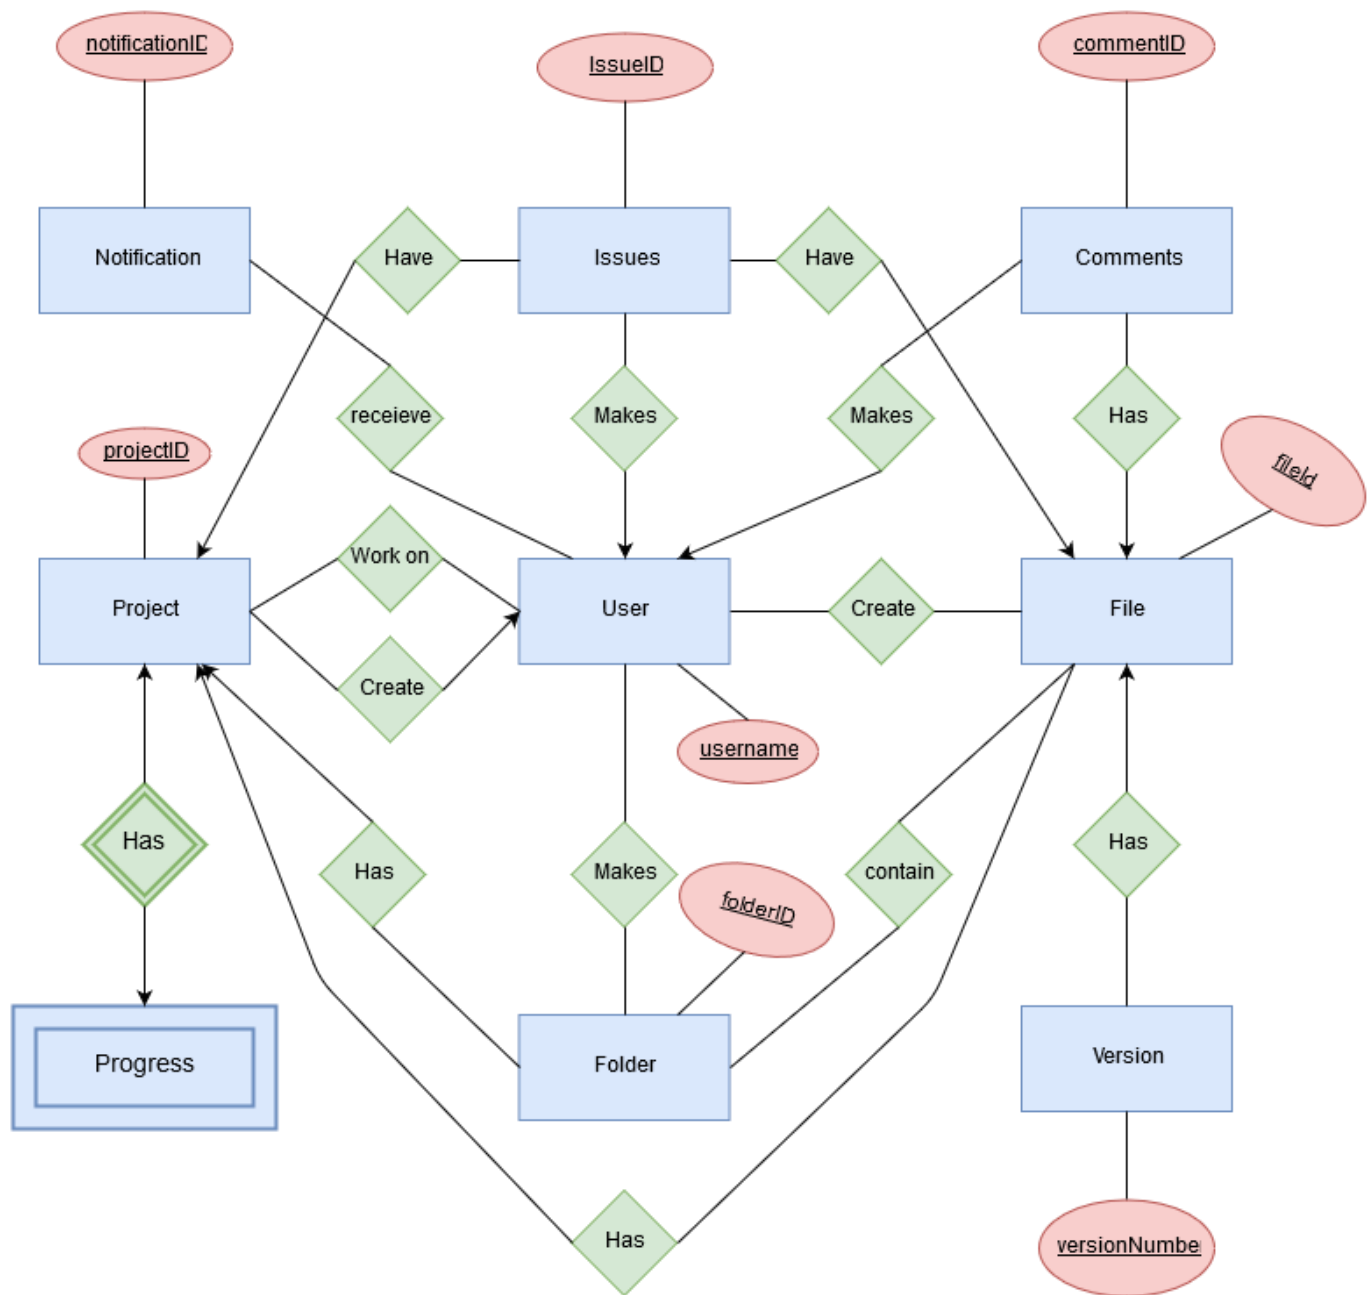 notificationID
IssueID
commentID
Notification
Have
Issues
Have
Comments
receieve
Makes
Makes
Has
projectID
fileId
Project
Work on
User
Create
File
Create
username
Has
Has
Makes
folderID
contain
Has
Progress
Folder
Version
Has
versionNumber